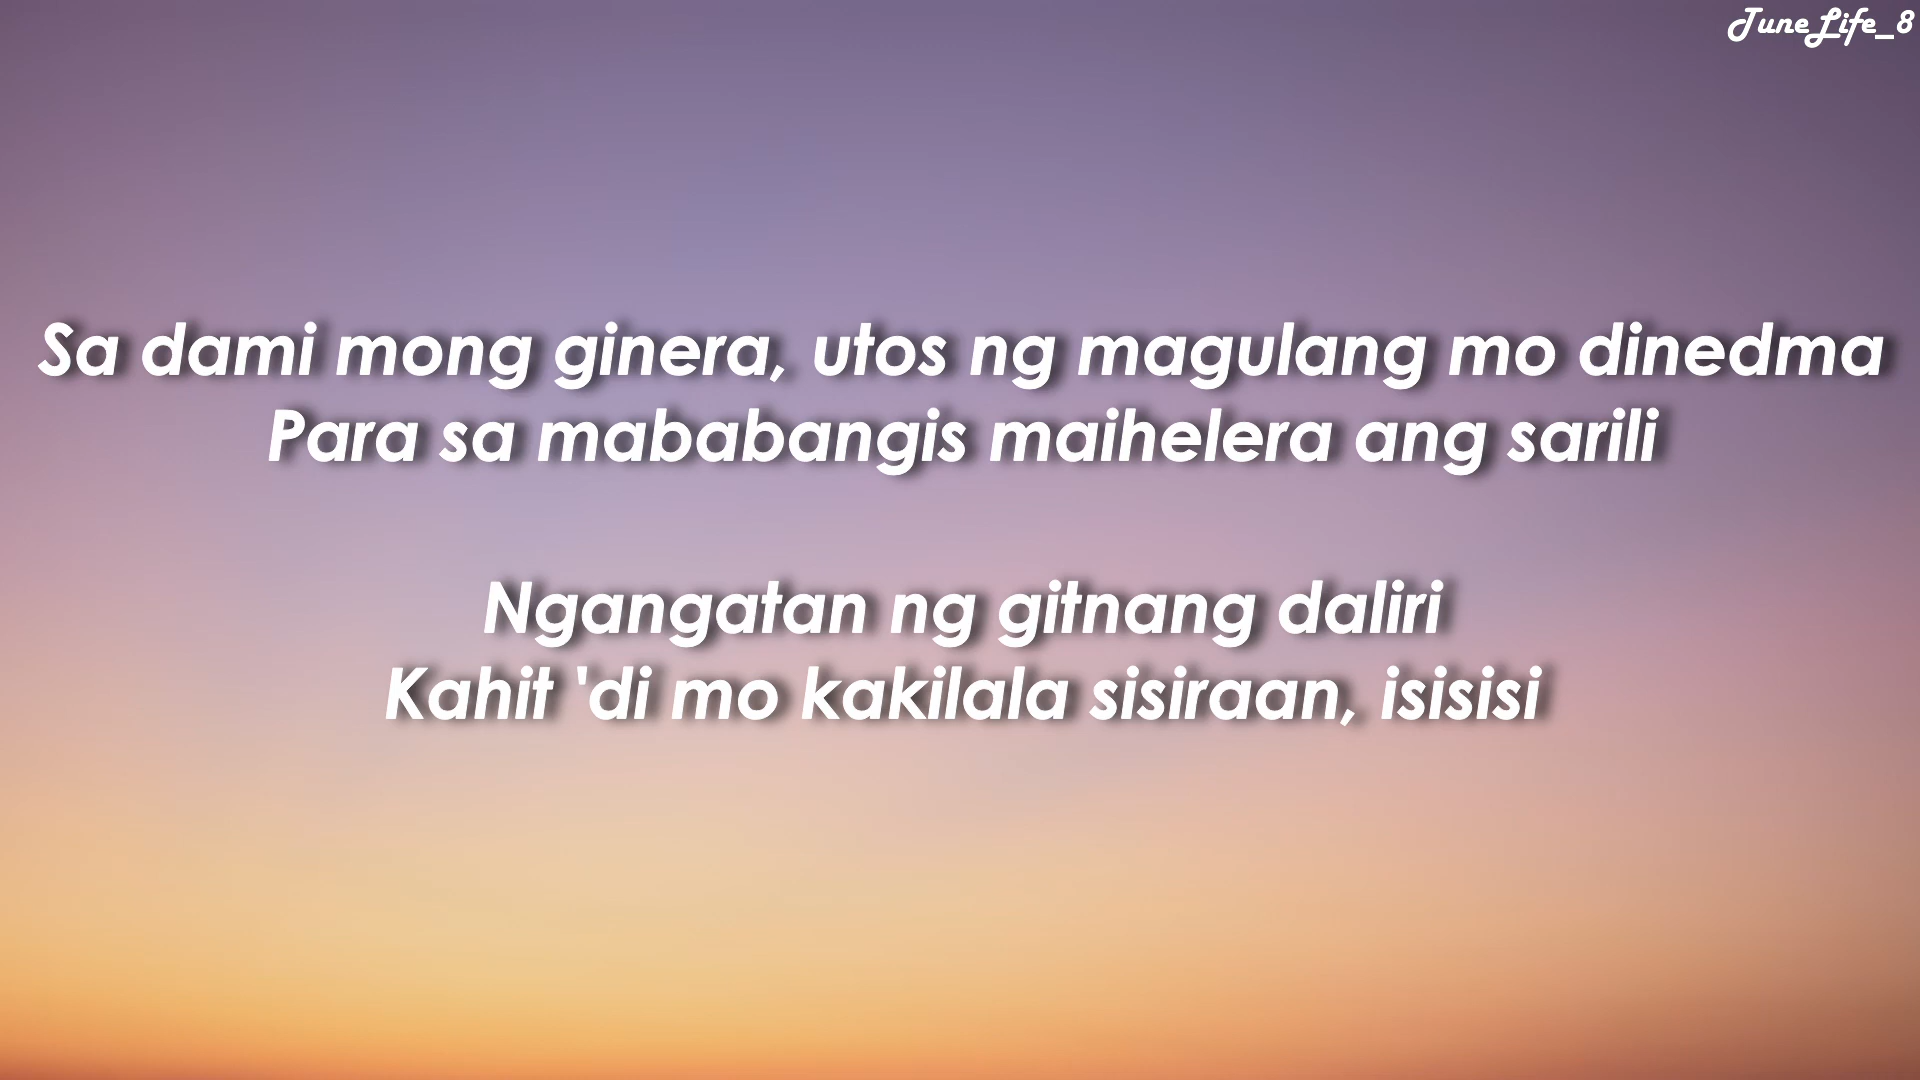 TuneLife_8
Sa dami mong ginera, utos ng magulang mo dinedma
Para sa mababangis maihelera ang sarili
Ngangatan ng gitnang daliri
Kahit 'di mo kakilala sisiraan, isisisi